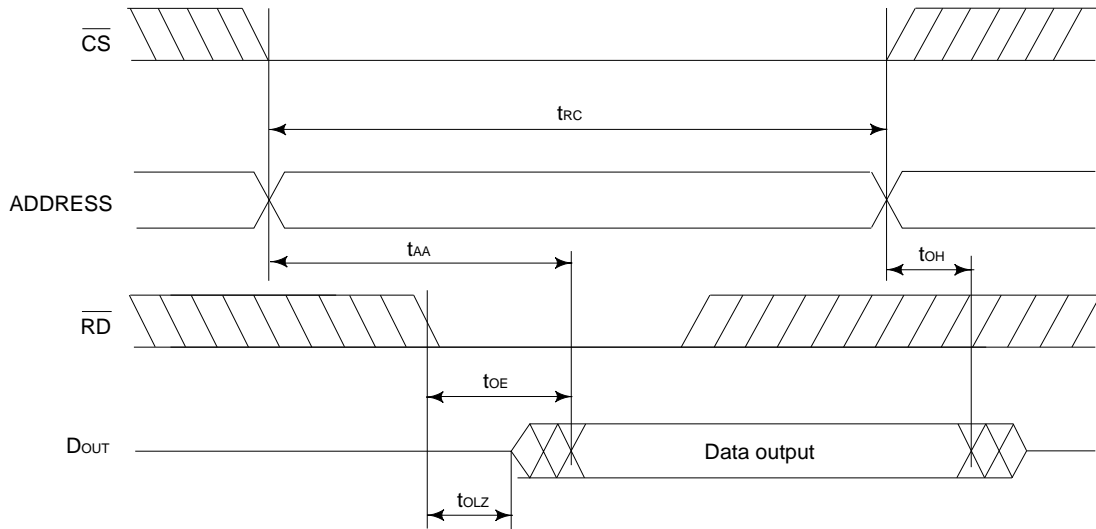 CS
tRC
ADDRESS
tAA
tOH
RD
tOE
DOUT
Data output
tOLZ